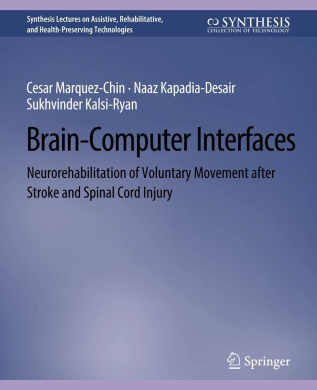 Synthesis Lectures on Assistive, Rehabilitative,
and Health-Preserving Technologies
SYNTHESIS
COLLECTION OF TECHNOLOGY
Cesar Marquez-Chin · Naaz Kapadia-Desair
Sukhvinder Kalsi-Ryan
Brain-Computer Interfaces
Neurorehabilitation of Voluntary Movement after
Stroke and Spinal Cord Injury
Springer